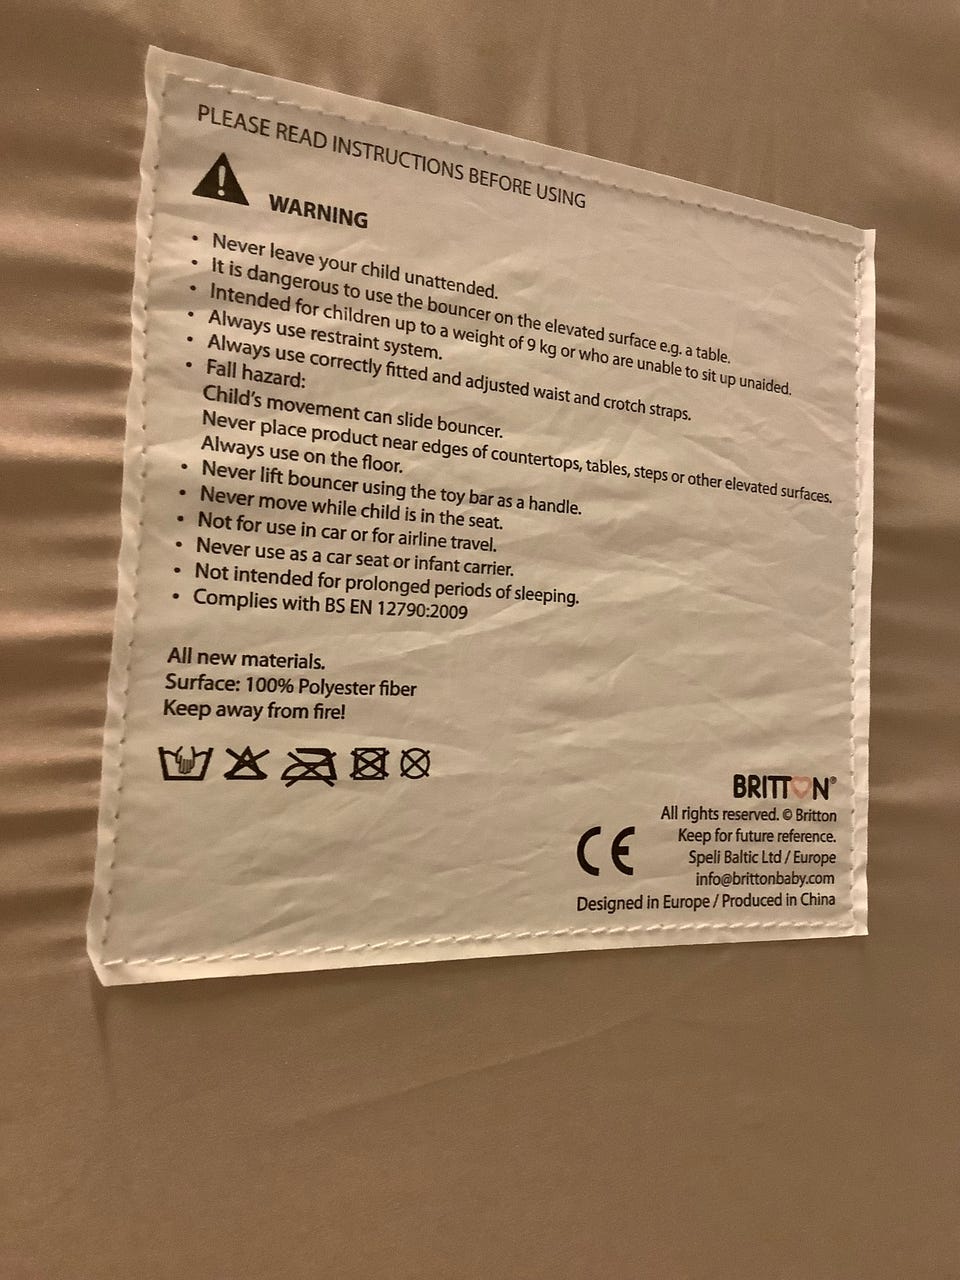 PLEASE READ INSTRUCTIONS BEFORE USING
WARNING
• Never leave your child unattended.
• It is dangerous to use the bouncer on the elevated surface e.g. a table.
• Intended for children up to a weight of 9 kg or who are unable to sit up unaided.
• Always use restraint system.
• Always use correctly fitted and adjusted waist and crotch straps.
• Fall hazard:
Child's movement can slide bouncer.
Never place product near edges of countertops, tables, steps or other elevated surfaces.
Always use on the floor.
• Never lift bouncer using the toy bar as a handle.
• Never move while child is in the seat.
• Not for use in car or for airline travel.
• Never use as a car seat or infant carrier.
• Not intended for prolonged periods of sleeping.
• Complies with BS EN 12790:2009
All new materials.
Surface: 100% Polyester fiber
Keep away from fire!
BRITTON®
All rights reserved. © Britton
Keep for future reference.
Speli Baltic Ltd / Europe
info@brittonbaby.com
Designed in Europe / Produced in China
CE